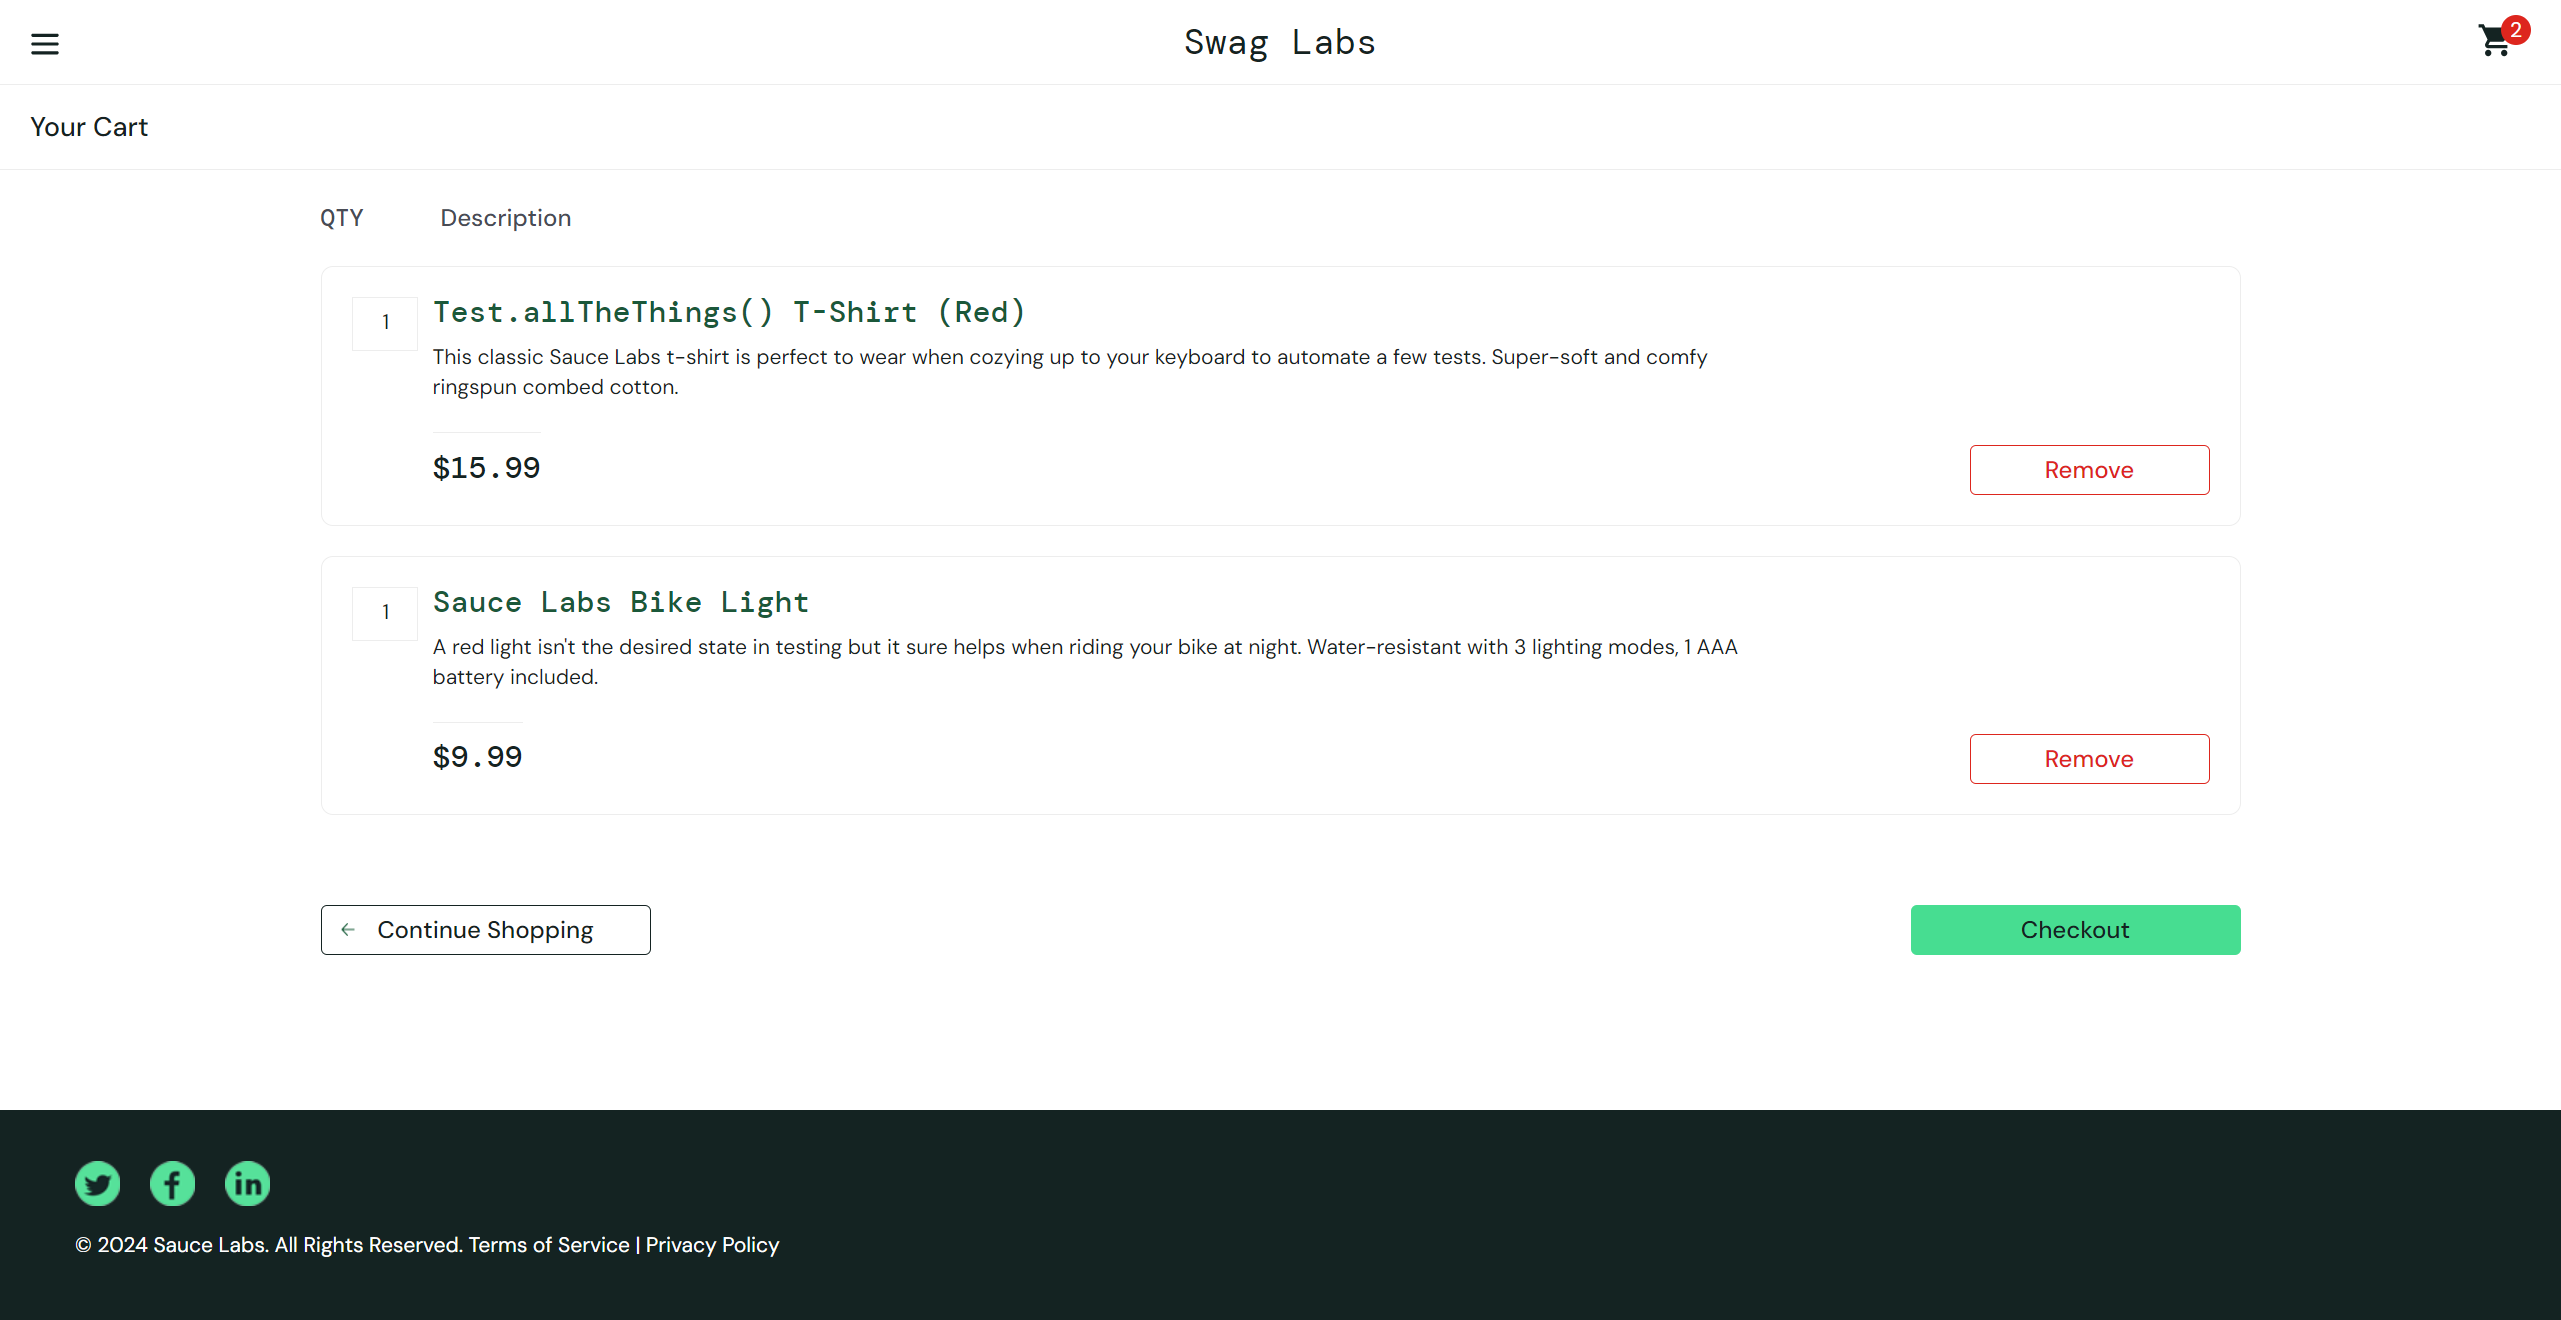 Swag Labs
2
Your Cart
QTY Description
1
Test.allTheThings() T-Shirt (Red)
This classic Sauce Labs t-shirt is perfect to wear when cozying up to your keyboard to automate a few tests. Super-soft and comfy
ringspun combed cotton.
$15.99
Remove
1
Sauce Labs Bike Light
A red light isn't the desired state in testing but it sure helps when riding your bike at night. Water-resistant with 3 lighting modes, 1 AAA
battery included.
$9.99
Remove
Continue Shopping
Checkout
© 2024 Sauce Labs. All Rights Reserved. Terms of Service | Privacy Policy